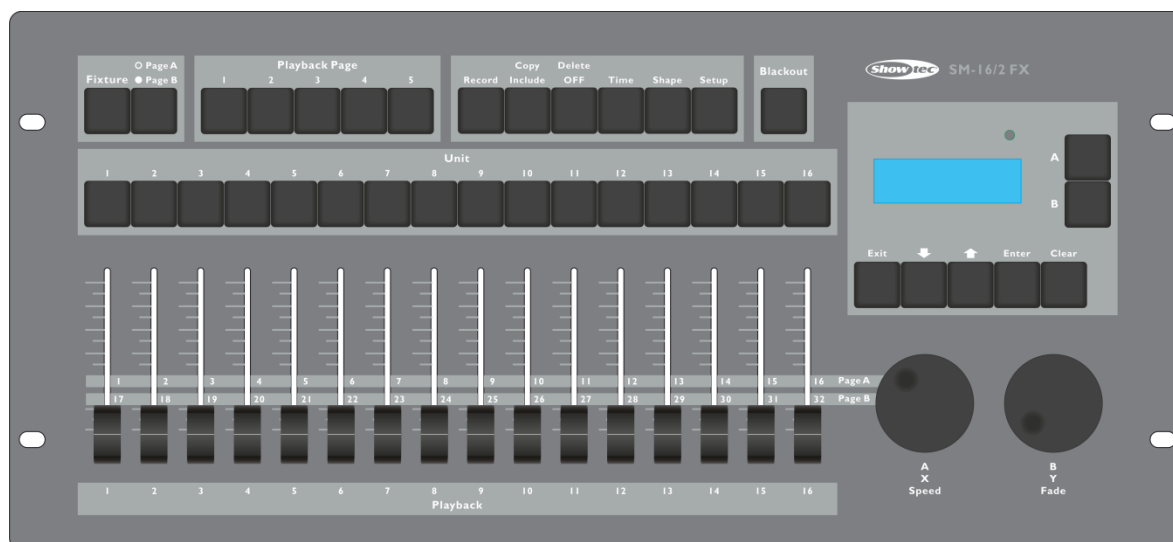 Page A
Fixture Page B
Playback Page
1 2 3 4 5
Copy Delete
Record Include OFF Time Shape Setup
Blackout
Showtec SM-16/2 FX
Unit
1 2 3 4 5 6 7 8 9 10 11 12 13 14 15 16
A
B
Exit Enter Clear
1 2 3 4 5 6 7 8 9 10 11 12 13 14 15 16 Page A
17 18 19 20 21 22 23 24 25 26 27 28 29 30 31 32 Page B
A B
X Y
Speed Fade
1 2 3 4 5 6 7 8 9 10 11 12 13 14 15 16
Playback